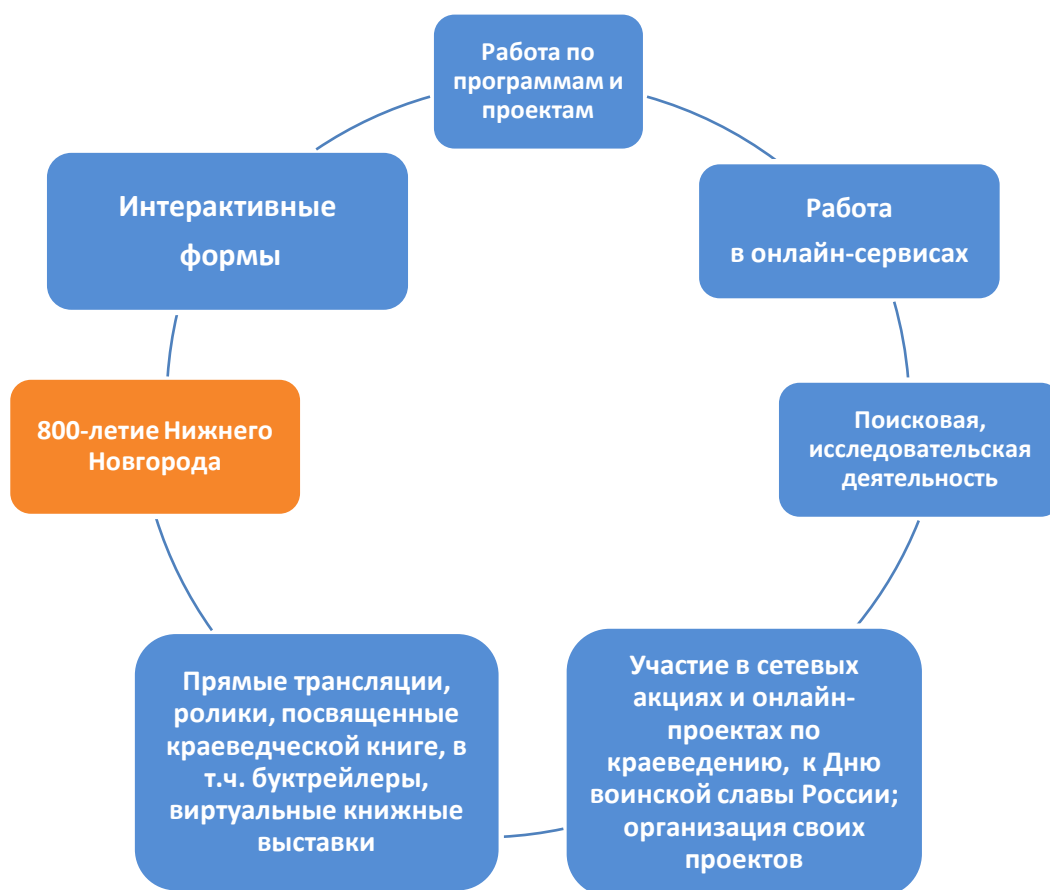 Работа по
программам и
проектам
Интерактивные
формы
Работа
в онлайн-сервисах
800-летие Нижнего
Новгорода
Поисковая,
исследовательская
деятельность
Прямые трансляции,
ролики, посвященные
краеведческой книге, в
т.ч. буктрейлеры,
виртуальные книжные
выставки
Участие в сетевых
акциях и онлайн-
проектах по
краеведению, к Дню
воинской славы России;
организация своих
проектов